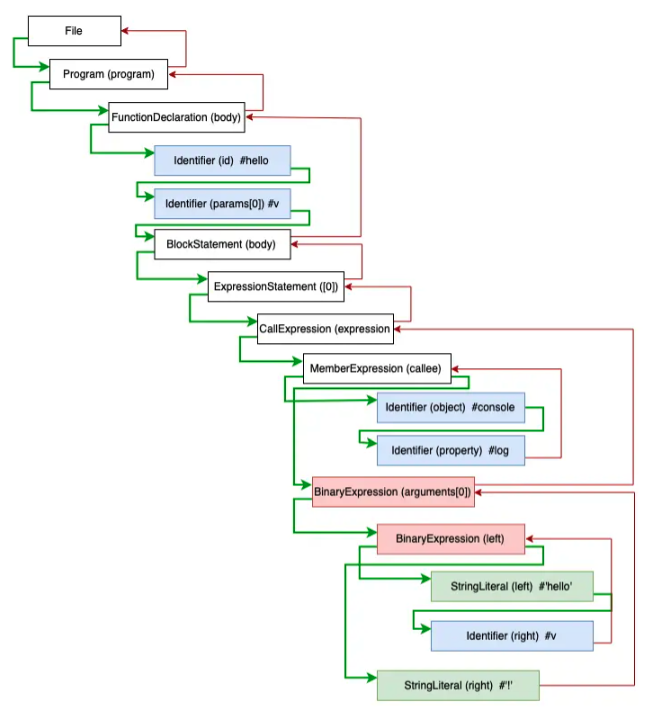 File
Program (program)
FunctionDeclaration (body)
Identifier (id) #hello
Identifier (params[0]) #v
BlockStatement (body)
ExpressionStatement ([0])
CallExpression (expression
MemberExpression (callee)
Identifier (object) #console
Identifier (property) #log
BinaryExpression (arguments[0])
BinaryExpression (left)
StringLiteral (left) #'hello'
Identifier (right) #v
StringLiteral (right) #'!'